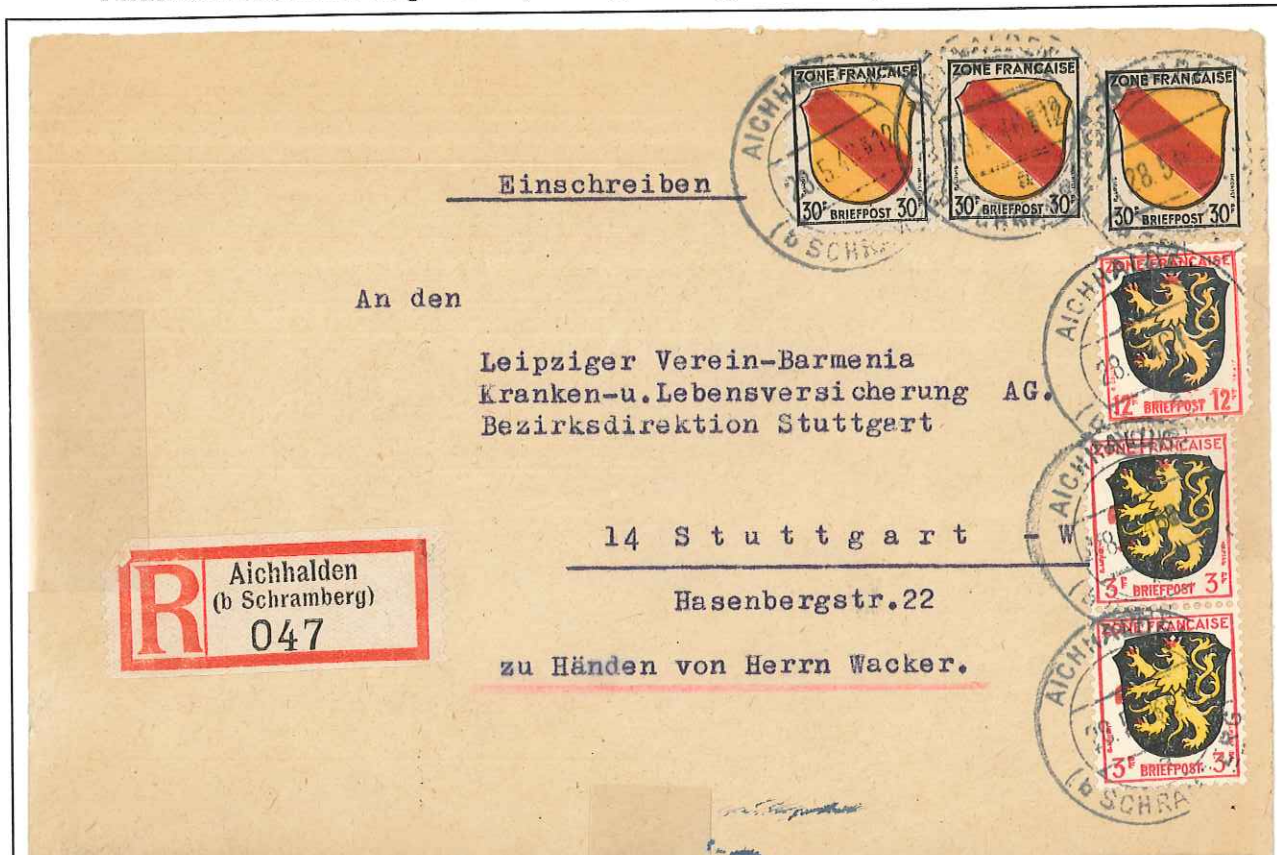 Einschreiben
An den
Leipziger Verein-Barmenia
Kranken-u.Lebensversicherung AG.
Bezirksdirektion Stuttgart
14 Stuttgart - W
Hasenbergstr.22
zu Händen von Herrn Wacker.
R
Aichhalden
(b Schramberg)
047
ZONE FRANÇAISE
30F BRIEFPOST 30F
ZONE FRANÇAISE
30F BRIEFPOST 30F
ZONE FRANÇAISE
30F BRIEFPOST 30F
ZONE FRANÇAISE
12F BRIEFPOST 12F
ZONE FRANÇAISE
3F BRIEFPOST 3F
ZONE FRANÇAISE
3F BRIEFPOST 3F